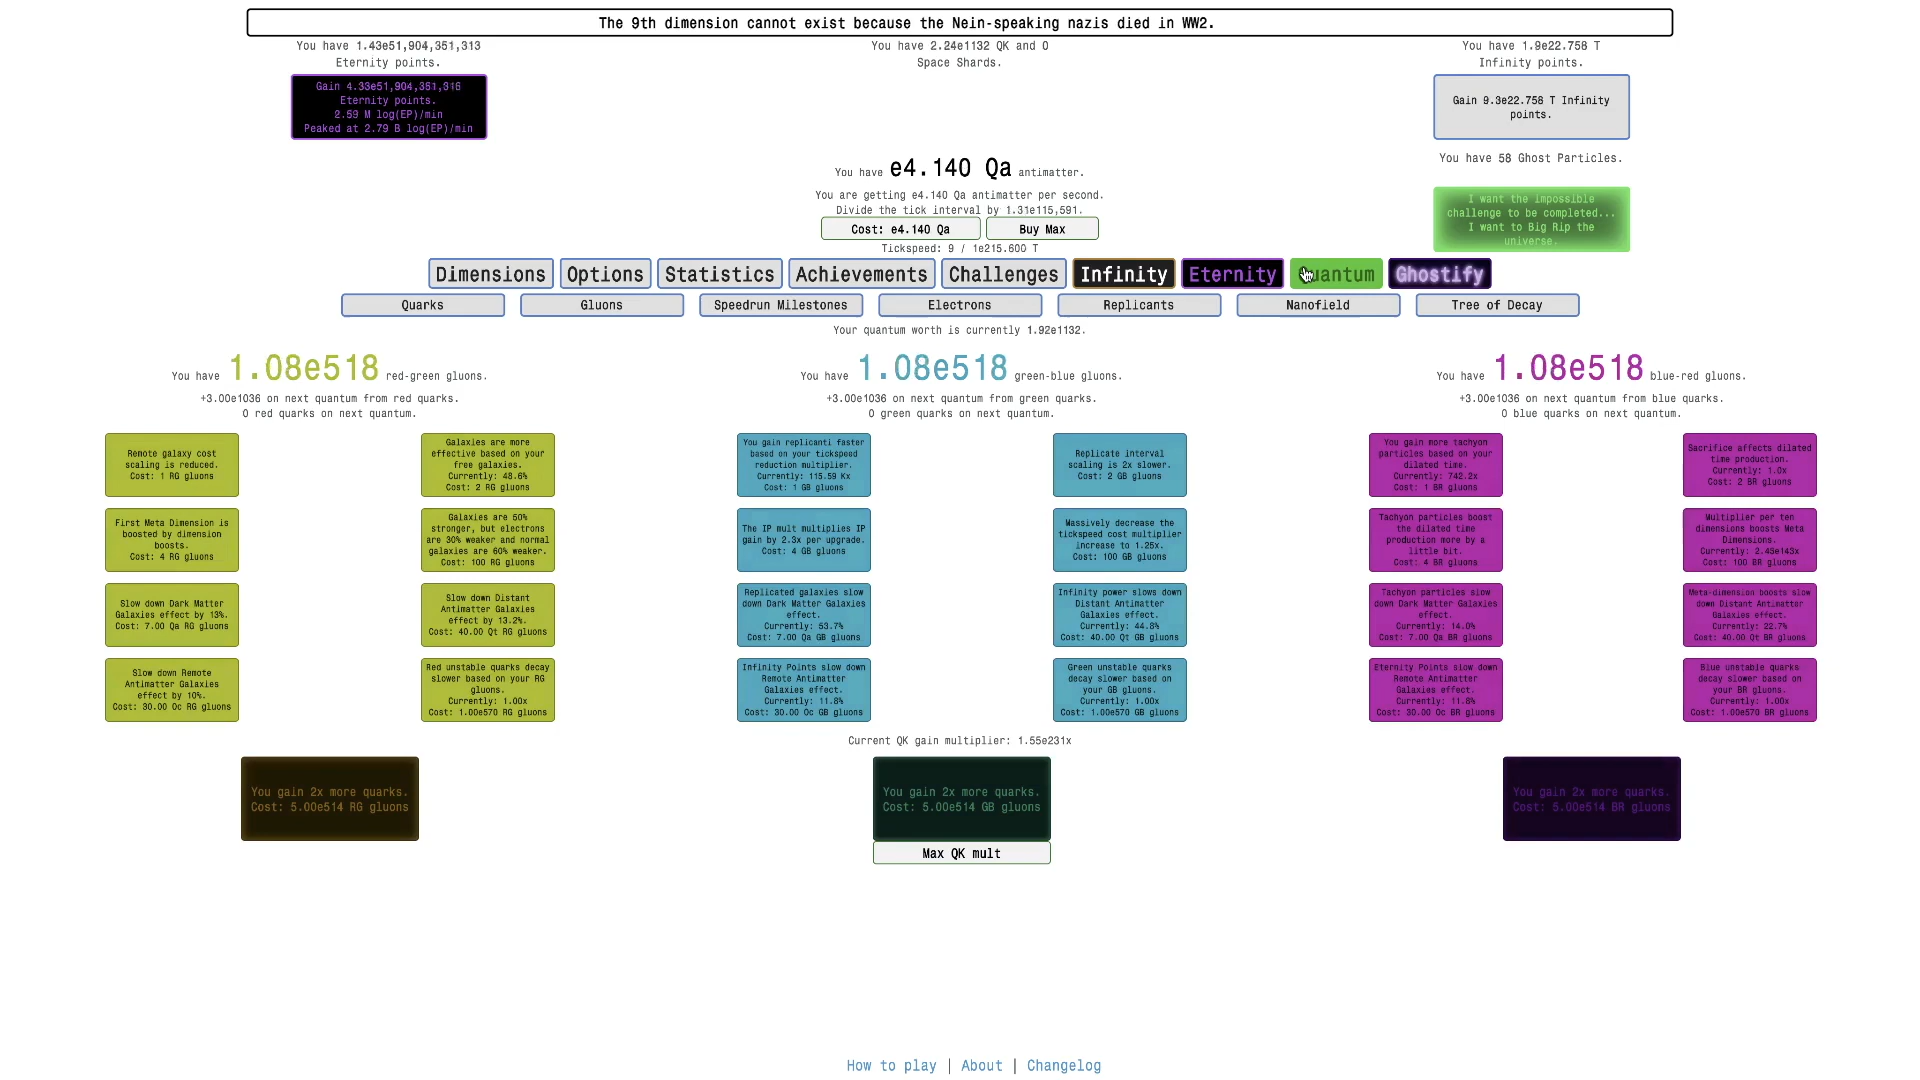 The 9th dimension cannot exist because the Nein-speaking nazis died in WW2.
You have 1.43e51,904,351,313
Eternity points.
Gain 4.33e51,904,361,316
Eternity points.
2.59 M log(EP)/min
Peaked at 2.79 B log(EP)/min
You have 2.24e1132 QK and 0
Space Shards.
You have 1.9e22.758 T
Infinity points.
Gain 9.3e22.758 T Infinity
points.
You have 58 Ghost Particles.
I want the impossible
challenge to be completed...
I want to Big Rip the
universe.
You have e4.140 Qa antimatter.
You are getting e4.140 Qa antimatter per second.
Divide the tick interval by 1.31e115,591.
Cost: e4.140 Qa
Buy Max
Tickspeed: 9 / 1e215.600 T
Dimensions
Options
Statistics
Achievements
Challenges
Infinity
Eternity
Quantum
Ghostify
Quarks
Gluons
Speedrun Milestones
Electrons
Replicants
Nanofield
Tree of Decay
Your quantum worth is currently 1.92e1132.
You have 1.08e518 red-green gluons.
+3.00e1036 on next quantum from red quarks.
0 red quarks on next quantum.
You have 1.08e518 green-blue gluons.
+3.00e1036 on next quantum from green quarks.
0 green quarks on next quantum.
You have 1.08e518 blue-red gluons.
+3.00e1036 on next quantum from blue quarks.
0 blue quarks on next quantum.
Remote galaxy cost
scaling is reduced.
Cost: 1 RG gluons
Galaxies are more
effective based on your
free galaxies.
Currently: 48.6%
Cost: 2 RG gluons
You gain replicanti faster
based on your tickspeed
reduction multiplier.
Currently: 115.59 Kx
Cost: 1 GB gluons
Replicate interval
scaling is 2x slower.
Cost: 2 GB gluons
You gain more tachyon
particles based on your
dilated time.
Currently: 742.2x
Cost: 1 BR gluons
Sacrifice affects dilated
time production.
Currently: 1.0x
Cost: 2 BR gluons
First Meta Dimension is
boosted by dimension
boosts.
Cost: 4 RG gluons
Galaxies are 50%
stronger, but electrons
are 30% weaker and normal
galaxies are 60% weaker.
Cost: 100 RG gluons
The IP mult multiplies IP
gain by 2.3x per upgrade.
Cost: 4 GB gluons
Massively decrease the
tickspeed cost multiplier
increase to 1.25x.
Cost: 100 GB gluons
Tachyon particles boost
the dilated time
production more by a
little bit.
Cost: 4 BR gluons
Multiplier per ten
dimensions boosts Meta
Dimensions.
Currently: 2.43e143x
Cost: 100 BR gluons
Slow down Dark Matter
Galaxies effect by 13%.
Cost: 7.00 Qa RG gluons
Slow down Distant
Antimatter Galaxies
effect by 13.2%.
Cost: 40.00 Qt RG gluons
Replicated galaxies slow
down Dark Matter Galaxies
effect.
Currently: 53.7%
Cost: 7.00 Qa GB gluons
Infinity power slows down
Distant Antimatter
Galaxies effect.
Currently: 44.8%
Cost: 40.00 Qt GB gluons
Tachyon particles slow
down Dark Matter Galaxies
effect.
Currently: 14.0%
Cost: 7.00 Qa BR gluons
Meta-dimension boosts slow
down Distant Antimatter
Galaxies effect.
Currently: 22.7%
Cost: 40.00 Qt BR gluons
Slow down Remote
Antimatter Galaxies
effect by 10%.
Cost: 30.00 Oc RG gluons
Red unstable quarks decay
slower based on your RG
gluons.
Currently: 1.00x
Cost: 1.00e570 RG gluons
Infinity Points slow down
Remote Antimatter
Galaxies effect.
Currently: 11.8%
Cost: 30.00 Oc GB gluons
Green unstable quarks
decay slower based on
your GB gluons.
Currently: 1.00x
Cost: 1.00e570 GB gluons
Eternity Points slow down
Remote Antimatter
Galaxies effect.
Currently: 11.8%
Cost: 30.00 Oc BR gluons
Blue unstable quarks
decay slower based on
your BR gluons.
Currently: 1.00x
Cost: 1.00e570 BR gluons
Current QK gain multiplier: 1.55e231x
You gain 2x more quarks.
Cost: 5.00e514 RG gluons
You gain 2x more quarks.
Cost: 5.00e514 GB gluons
You gain 2x more quarks.
Cost: 5.00e514 BR gluons
Max QK mult
How to play | About | Changelog